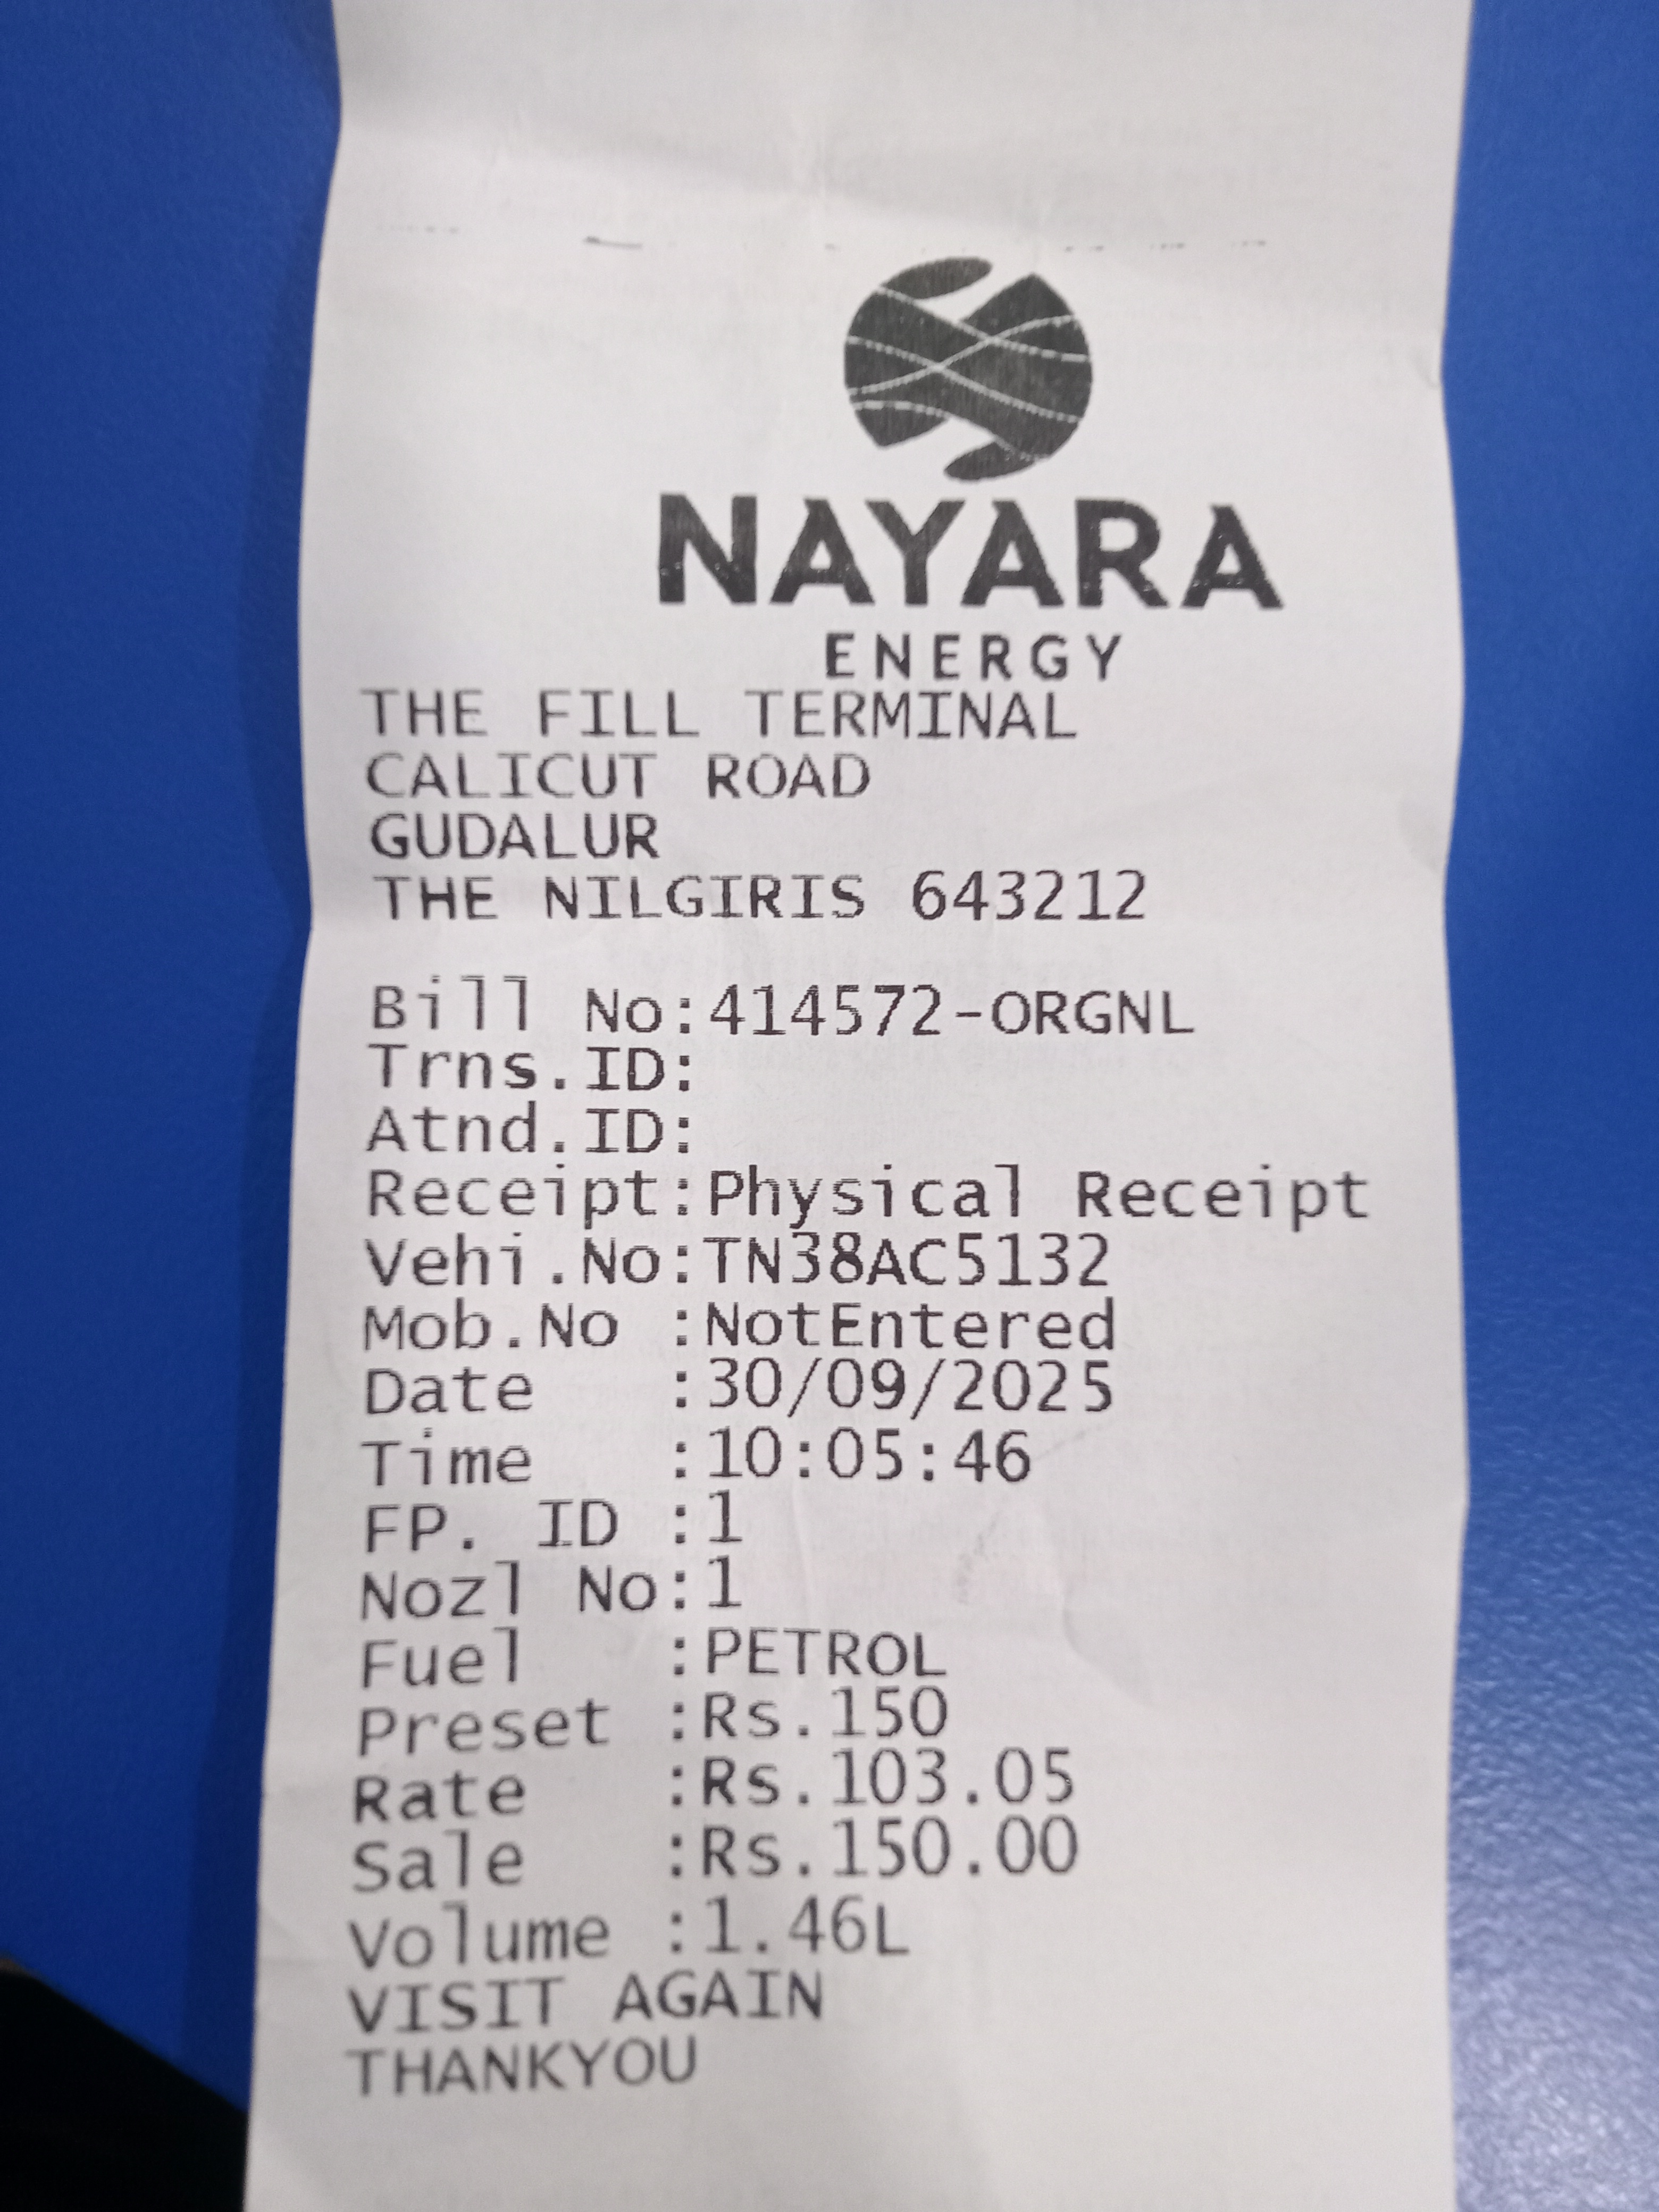 NAYARA
ENERGY
THE FILL TERMINAL
CALICUT ROAD
GUDALUR
THE NILGIRIS 643212
Bill No:414572-ORGNL
Trns.ID:
Atnd.ID:
Receipt:Physical Receipt
Vehi.No:TN38AC5132
Mob.No :NotEntered
Date :30/09/2025
Time :10:05:46
FP. ID :1
Nozl No:1
Fuel :PETROL
Preset :Rs.150
Rate :Rs.103.05
Sale :Rs.150.00
Volume :1.46L
VISIT AGAIN
THANKYOU